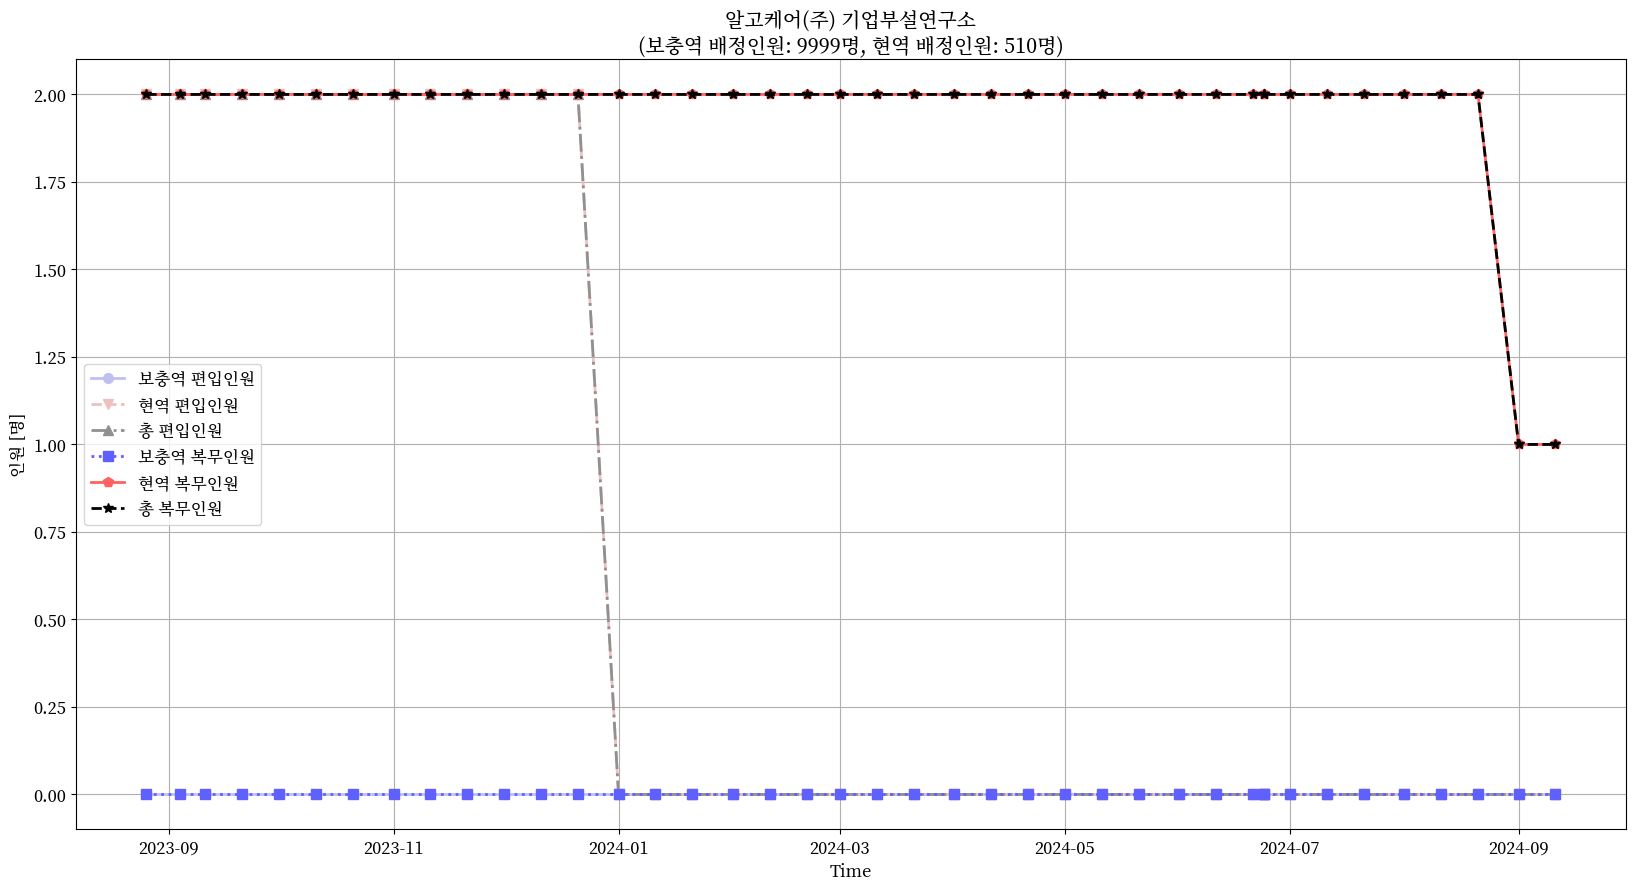 알고케어(주) 기업부설연구소
(보충역 배정인원: 9999명, 현역 배정인원: 510명)
인원 [명]
2.00
1.75
1.50
1.25
1.00
0.75
0.50
0.25
0.00
보충역 편입인원
현역 편입인원
총 편입인원
보충역 복무인원
현역 복무인원
총 복무인원
2023-09
2023-11
2024-01
2024-03
2024-05
2024-07
2024-09
Time